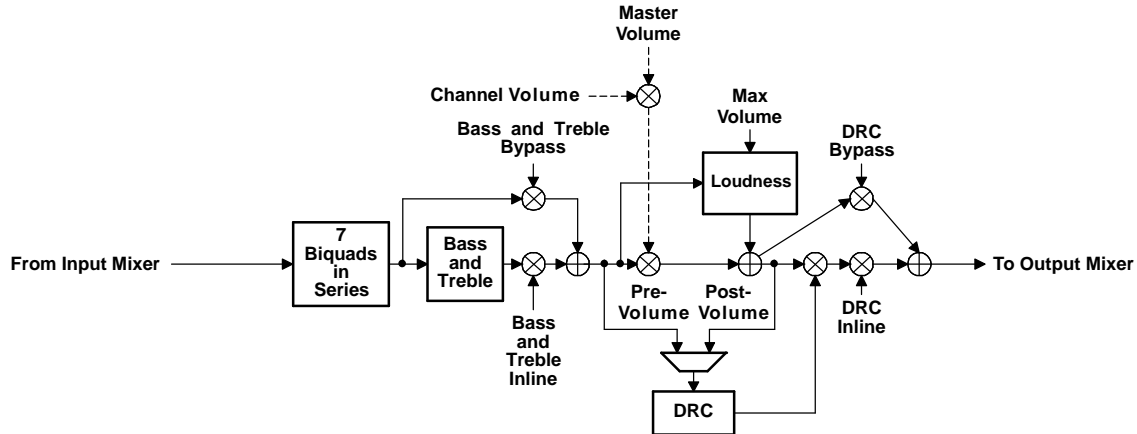 Master
Volume
Channel Volume
Max
Volume
Bass and Treble
Bypass
DRC
Bypass
Loudness
From Input Mixer
7
Biquads
in
Series
Bass
and
Treble
To Output Mixer
Bass
and
Treble
Inline
Pre-
Volume
Post-
Volume
DRC
Inline
DRC